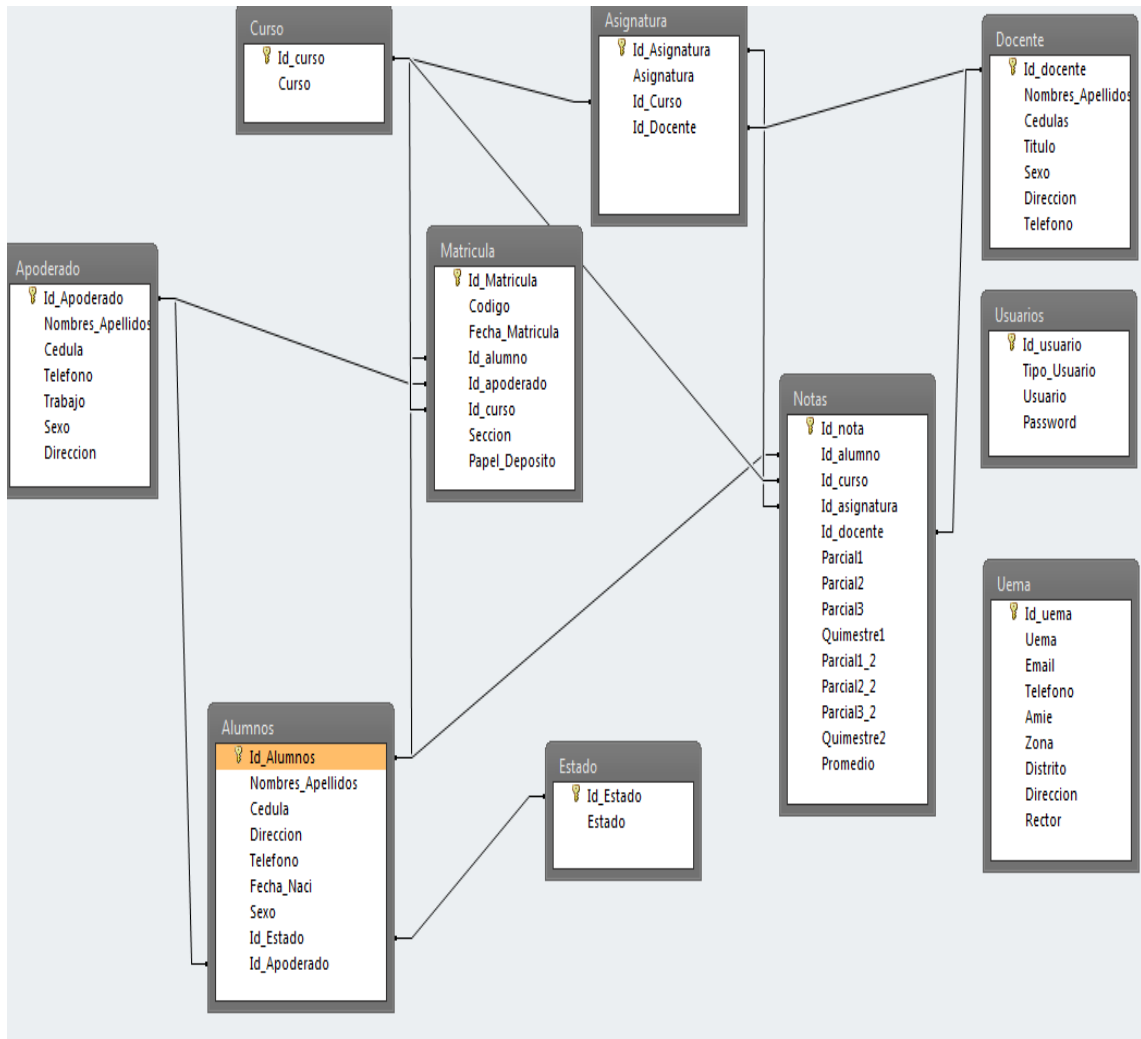 Curso
Id_curso
Curso
Asignatura
Id_Asignatura
Asignatura
Id_Curso
Id_Docente
Docente
Id_docente
Nombres_Apellidos
Cedulas
Titulo
Sexo
Direccion
Telefono
Apoderado
Id_Apoderado
Nombres_Apellidos
Cedula
Telefono
Trabajo
Sexo
Direccion
Matricula
Id_Matricula
Codigo
Fecha_Matricula
Id_alumno
Id_apoderado
Id_curso
Seccion
Papel_Deposito
Usuarios
Id_usuario
Tipo_Usuario
Usuario
Password
Notas
Id_nota
Id_alumno
Id_curso
Id_asignatura
Id_docente
Parcial1
Parcial2
Parcial3
Quimestre1
Parcial1_2
Parcial2_2
Parcial3_2
Quimestre2
Promedio
Uema
Id_uema
Uema
Email
Telefono
Amie
Zona
Distrito
Direccion
Rector
Alumnos
Id_Alumnos
Nombres_Apellidos
Cedula
Direccion
Telefono
Fecha_Naci
Sexo
Id_Estado
Id_Apoderado
Estado
Id_Estado
Estado